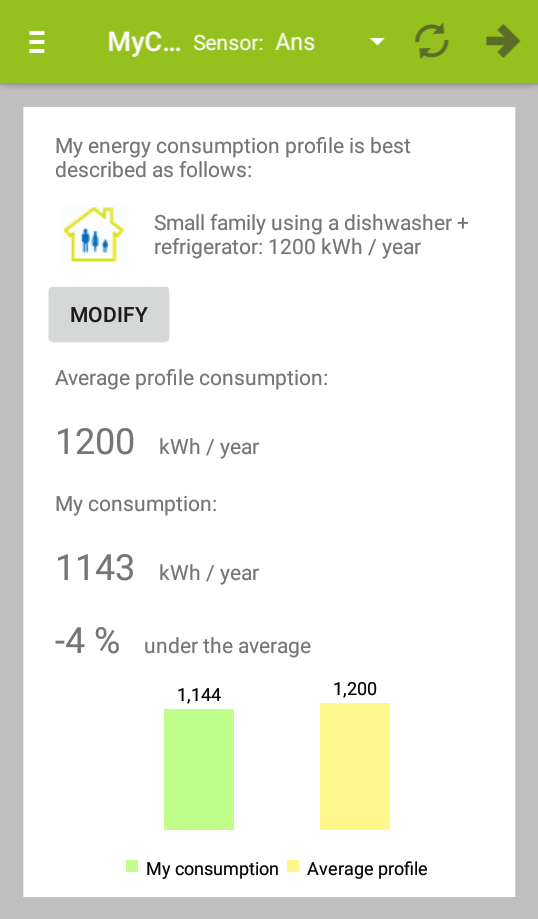 MyC... Sensor: Ans
My energy consumption profile is best
described as follows:
Small family using a dishwasher +
refrigerator: 1200 kWh / year
MODIFY
Average profile consumption:
1200 kWh / year
My consumption:
1143 kWh / year
-4 % under the average
1,144
1,200
My consumption
Average profile